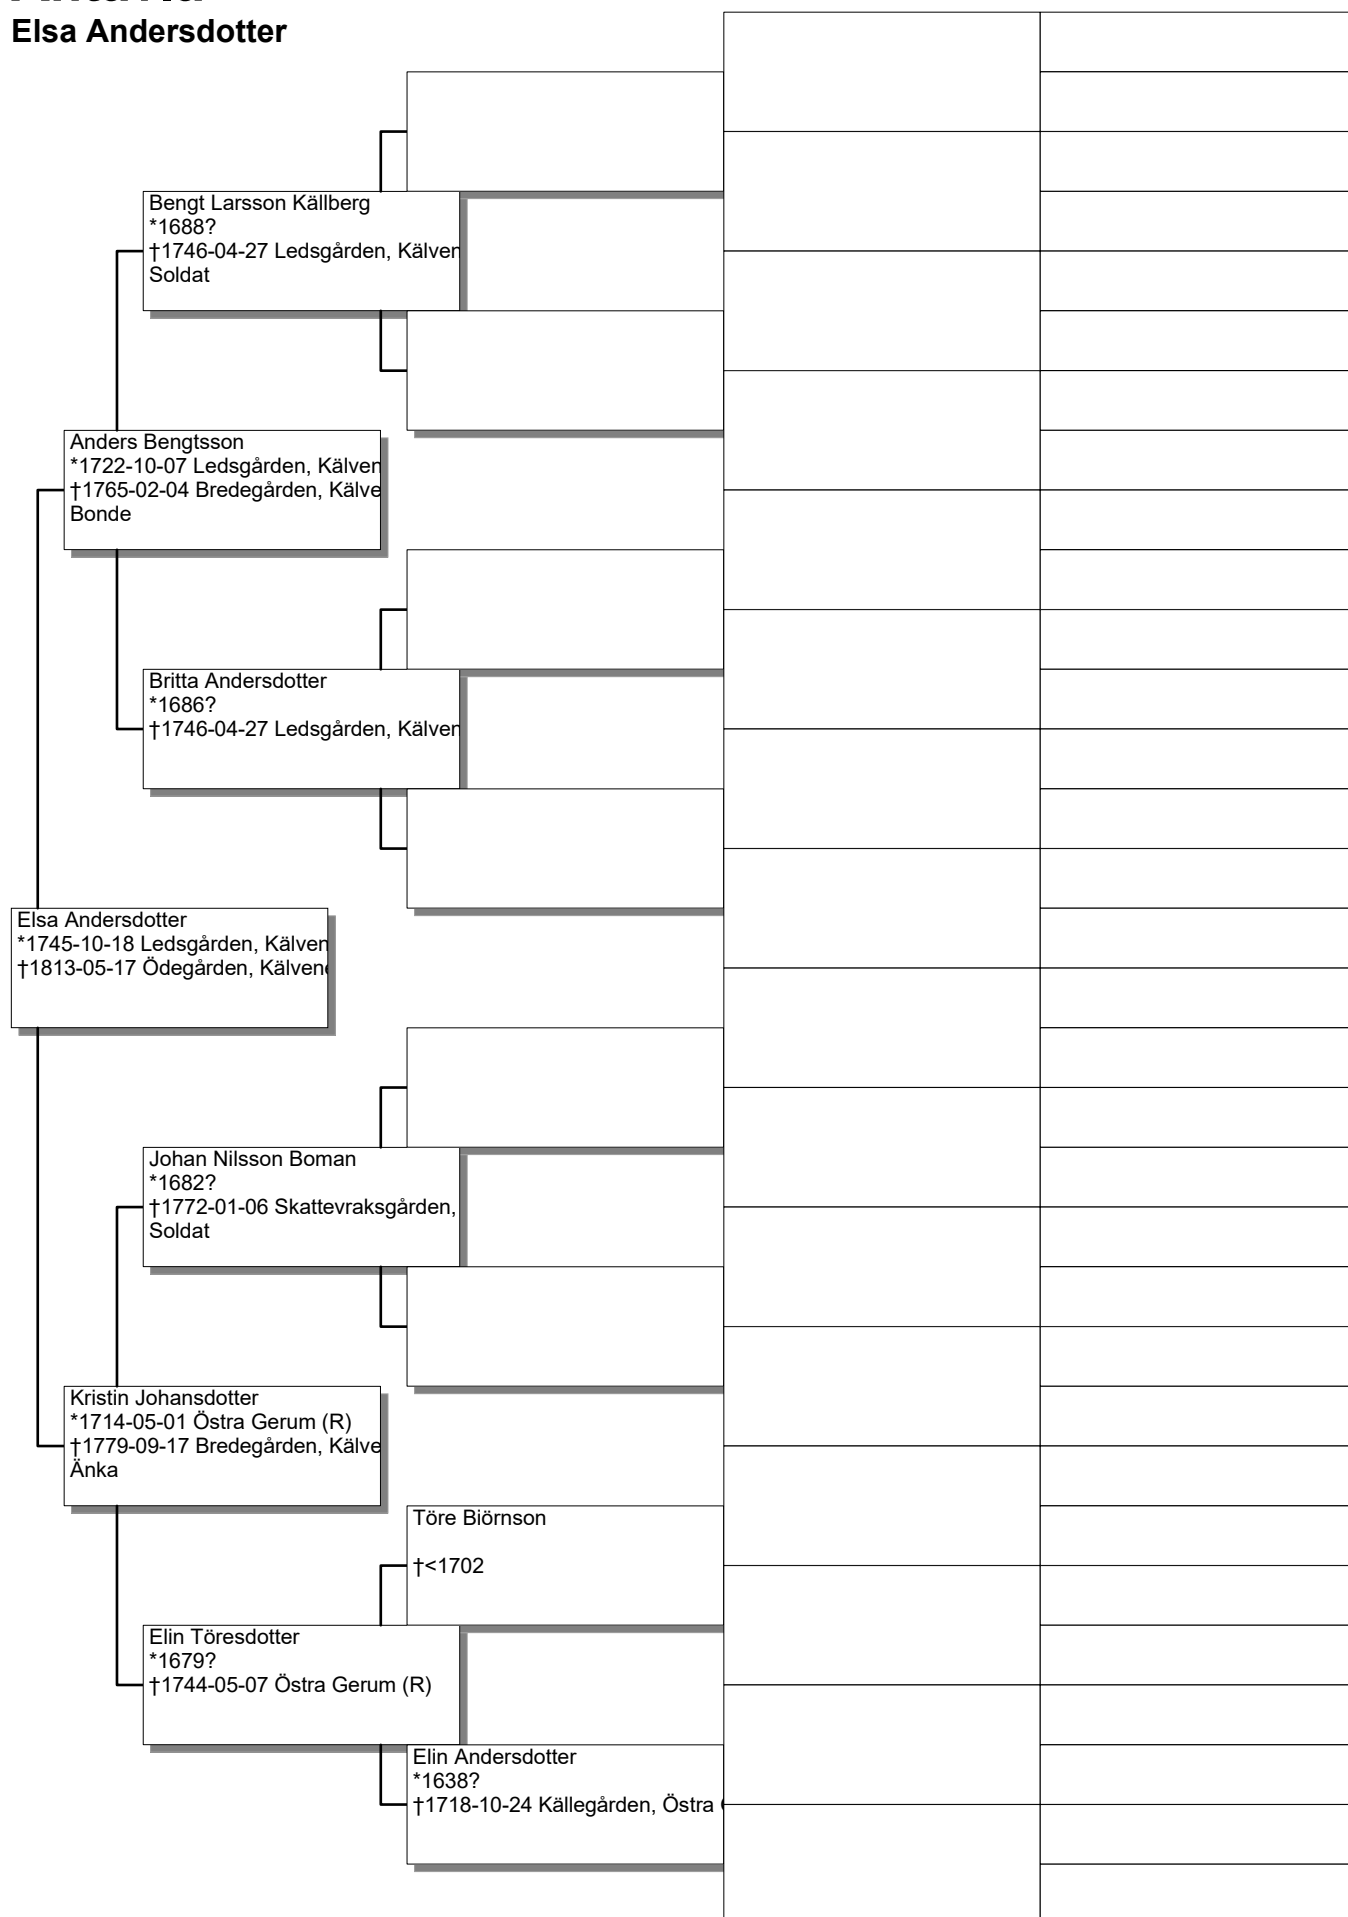 Elsa Andersdotter
Bengt Larsson Källberg
*1688?
†1746-04-27 Ledsgården, Kälven
Soldat
Anders Bengtsson
*1722-10-07 Ledsgården, Kälven
†1765-02-04 Bredegården, Kälve
Bonde
Britta Andersdotter
*1686?
†1746-04-27 Ledsgården, Kälven
Elsa Andersdotter
*1745-10-18 Ledsgården, Kälven
†1813-05-17 Ödegården, Kälvene
Johan Nilsson Boman
*1682?
†1772-01-06 Skattevraksgården,
Soldat
Kristin Johansdotter
*1714-05-01 Östra Gerum (R)
†1779-09-17 Bredegården, Kälve
Änka
Töre Biörnson
†<1702
Elin Töresdotter
*1679?
†1744-05-07 Östra Gerum (R)
Elin Andersdotter
*1638?
†1718-10-24 Källegården, Östra